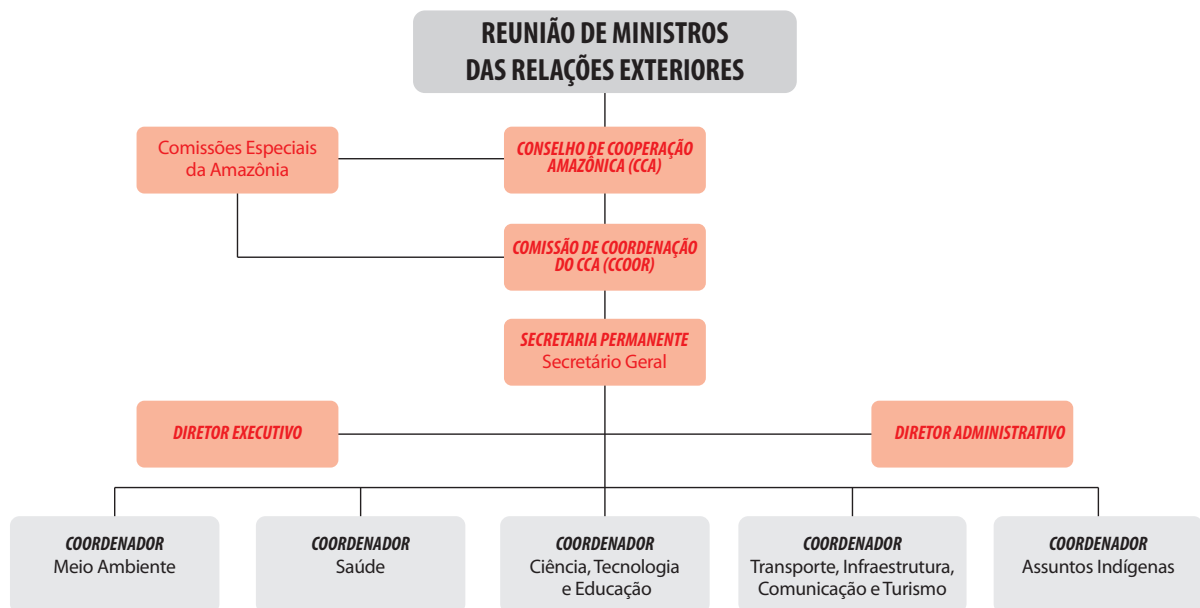 REUNIÃO DE MINISTROS
DAS RELAÇÕES EXTERIORES
Comissões Especiais
da Amazônia
CONSELHO DE COOPERAÇÃO
AMAZÔNICA (CCA)
COMISSÃO DE COORDENAÇÃO
DO CCA (CCOOR)
SECRETARIA PERMANENTE
Secretário Geral
DIRETOR EXECUTIVO
DIRETOR ADMINISTRATIVO
COORDENADOR
Meio Ambiente
COORDENADOR
Saúde
COORDENADOR
Ciência, Tecnologia
e Educação
COORDENADOR
Transporte, Infraestrutura,
Comunicação e Turismo
COORDENADOR
Assuntos Indígenas